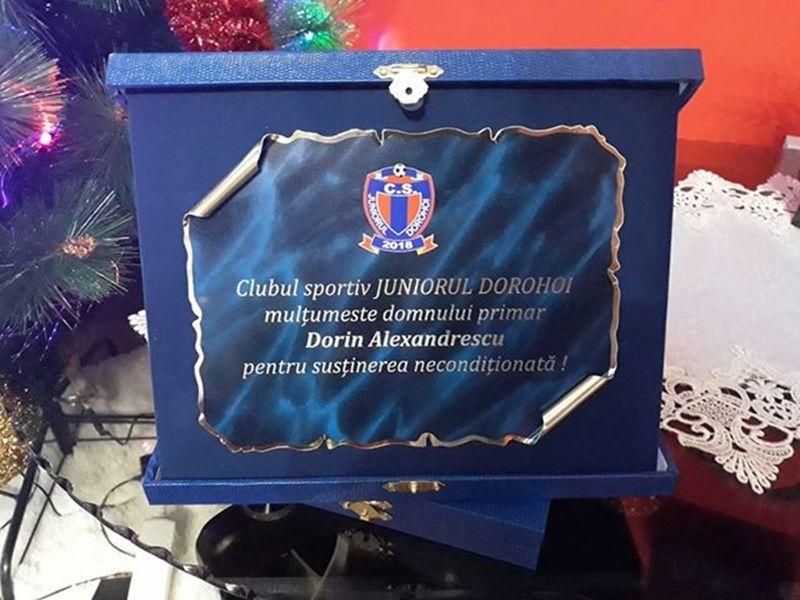 C.S.
JUNIORUL DOROHOI
2018
Clubul sportiv JUNIORUL DOROHOI
mulțumeste domnului primar
Dorin Alexandrescu
pentru susținerea necondiționată !